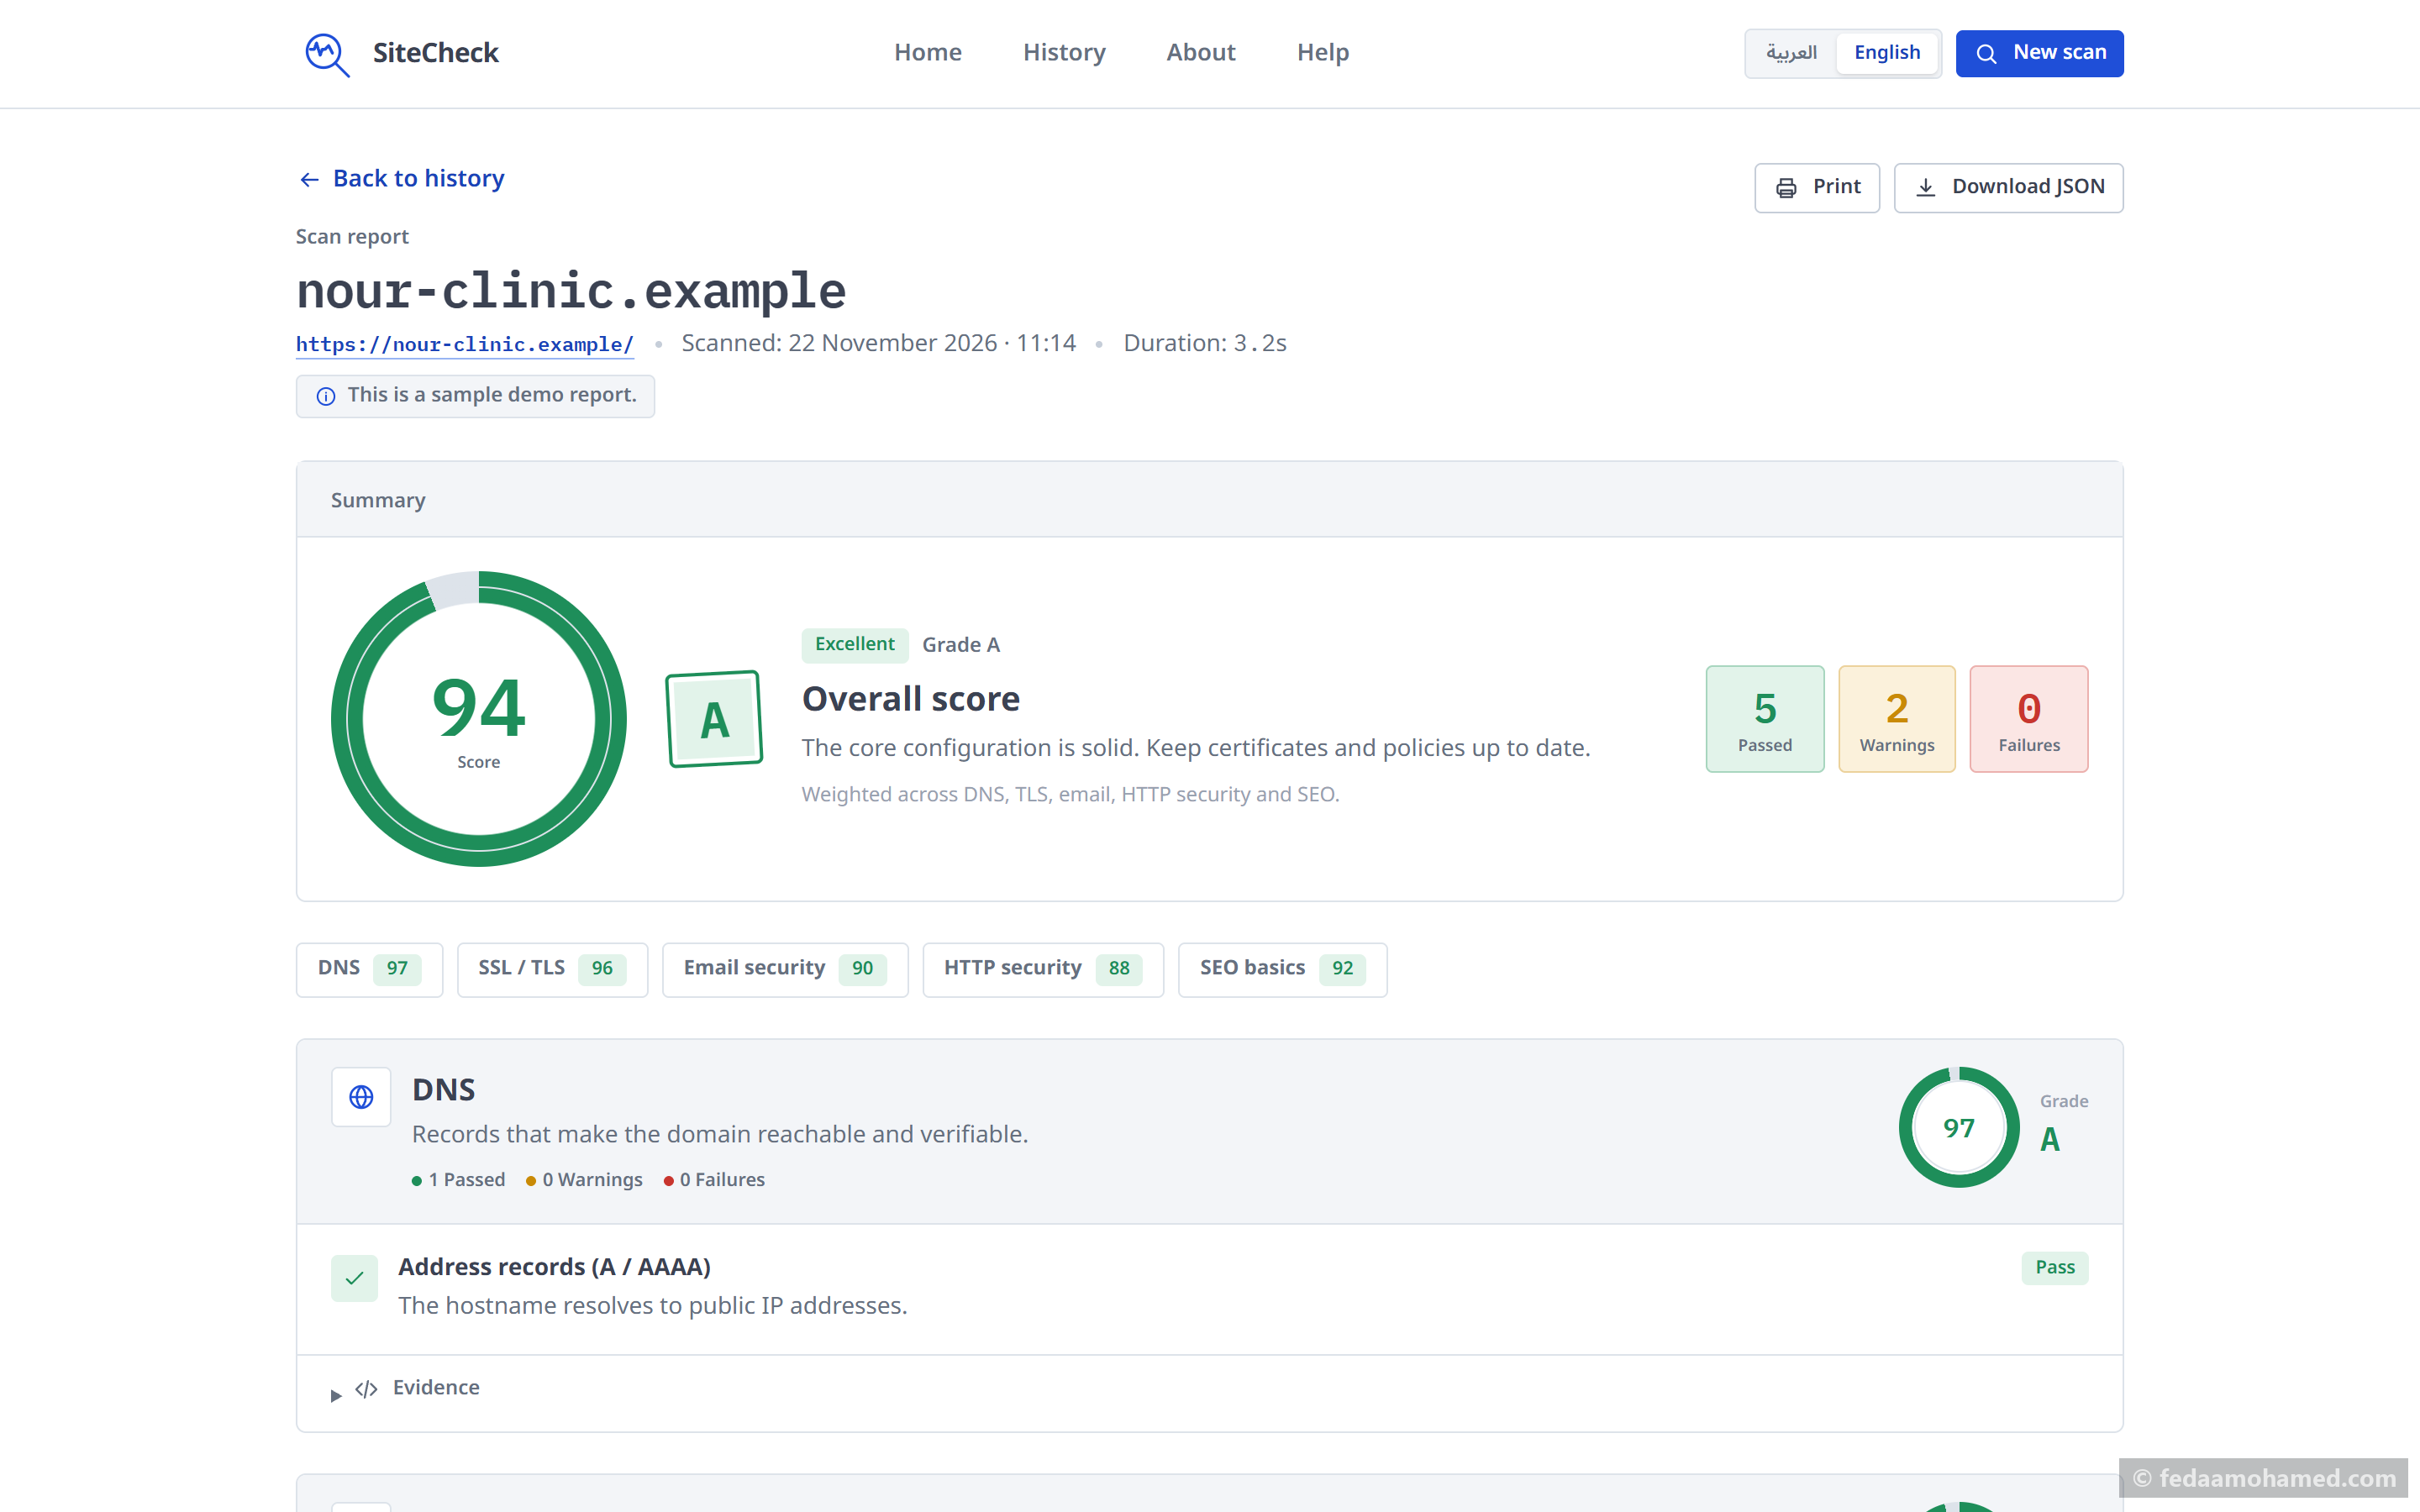 SiteCheck
Home History About Help
العربية English New scan
Back to history
Print Download JSON
Scan report
nour-clinic.example
https://nour-clinic.example/ • Scanned: 22 November 2026 · 11:14 • Duration: 3.2s
This is a sample demo report.
Summary
94
Score
A
Excellent Grade A
Overall score
The core configuration is solid. Keep certificates and policies up to date.
Weighted across DNS, TLS, email, HTTP security and SEO.
5
Passed
2
Warnings
0
Failures
DNS 97 SSL / TLS 96 Email security 90 HTTP security 88 SEO basics 92
DNS
Records that make the domain reachable and verifiable.
1 Passed 0 Warnings 0 Failures
97
Grade
A
Address records (A / AAAA)
The hostname resolves to public IP addresses.
Pass
Evidence
© fedaamohamed.com